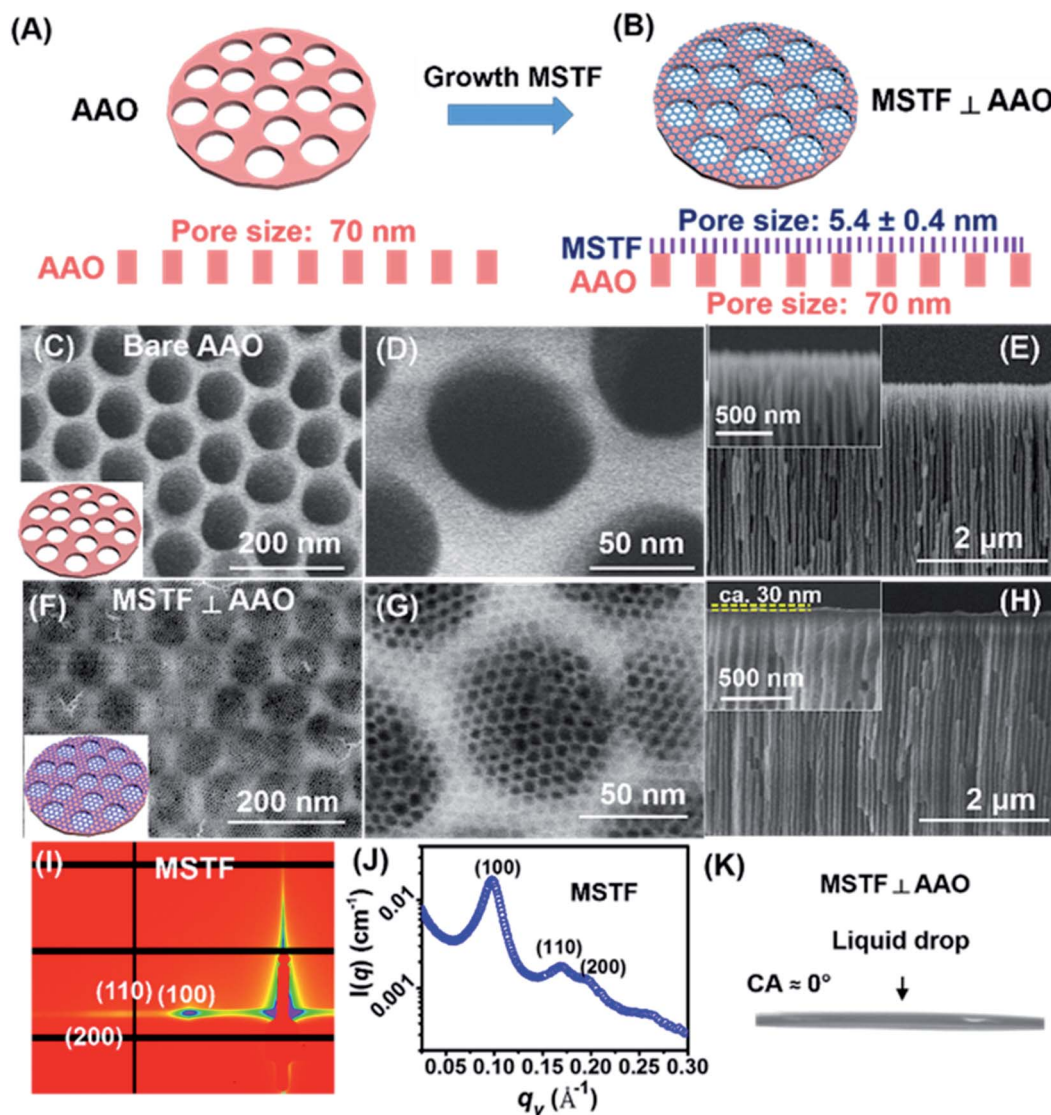 (A)
AAO
Growth MSTF
(B)
MSTF ⊥ AAO
Pore size: 70 nm
AAO
Pore size: 5.4 ± 0.4 nm
MSTF
AAO
Pore size: 70 nm
(C) Bare AAO
200 nm
(D)
50 nm
(E)
500 nm
2 μm
(F) MSTF ⊥ AAO
200 nm
(G)
50 nm
(H)
ca. 30 nm
500 nm
2 μm
(I) MSTF
(110) (100)
(200)
(J)
MSTF
(100)
(110)
(200)
I(q) (cm⁻¹)
0.01
0.001
0.05 0.10 0.15 0.20 0.25 0.30
qy (Å⁻¹)
(K)
MSTF ⊥ AAO
Liquid drop
CA ≈ 0°